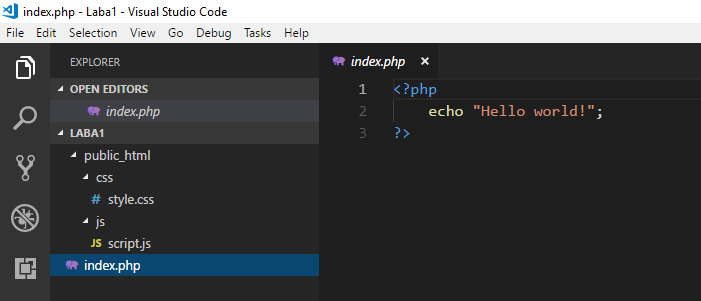 index.php - Laba1 - Visual Studio Code
File Edit Selection View Go Debug Tasks Help
EXPLORER
OPEN EDITORS
index.php
LABA1
public_html
css
# style.css
js
JS script.js
index.php
index.php ×
1 <?php
2     echo "Hello world!";
3 ?>